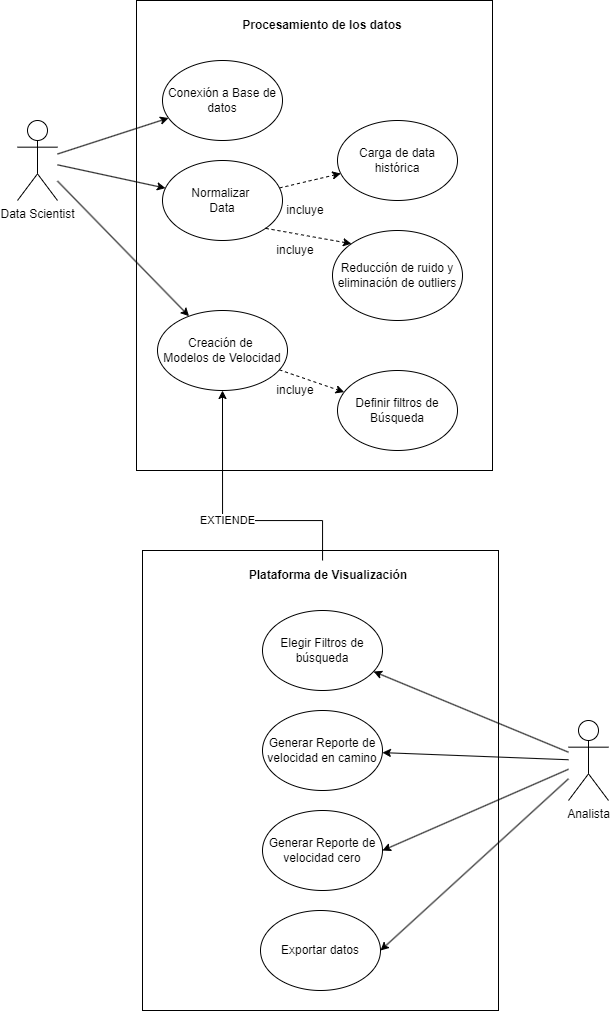 Procesamiento de los datos
Conexión a Base de
datos
Data Scientist
Normalizar
Data
incluye
Carga de data
histórica
incluye
Reducción de ruido y
eliminación de outliers
Creación de
Modelos de Velocidad
incluye
Definir filtros de
Búsqueda
EXTIENDE
Plataforma de Visualización
Elegir Filtros de
búsqueda
Generar Reporte de
velocidad en camino
Analista
Generar Reporte de
velocidad cero
Exportar datos